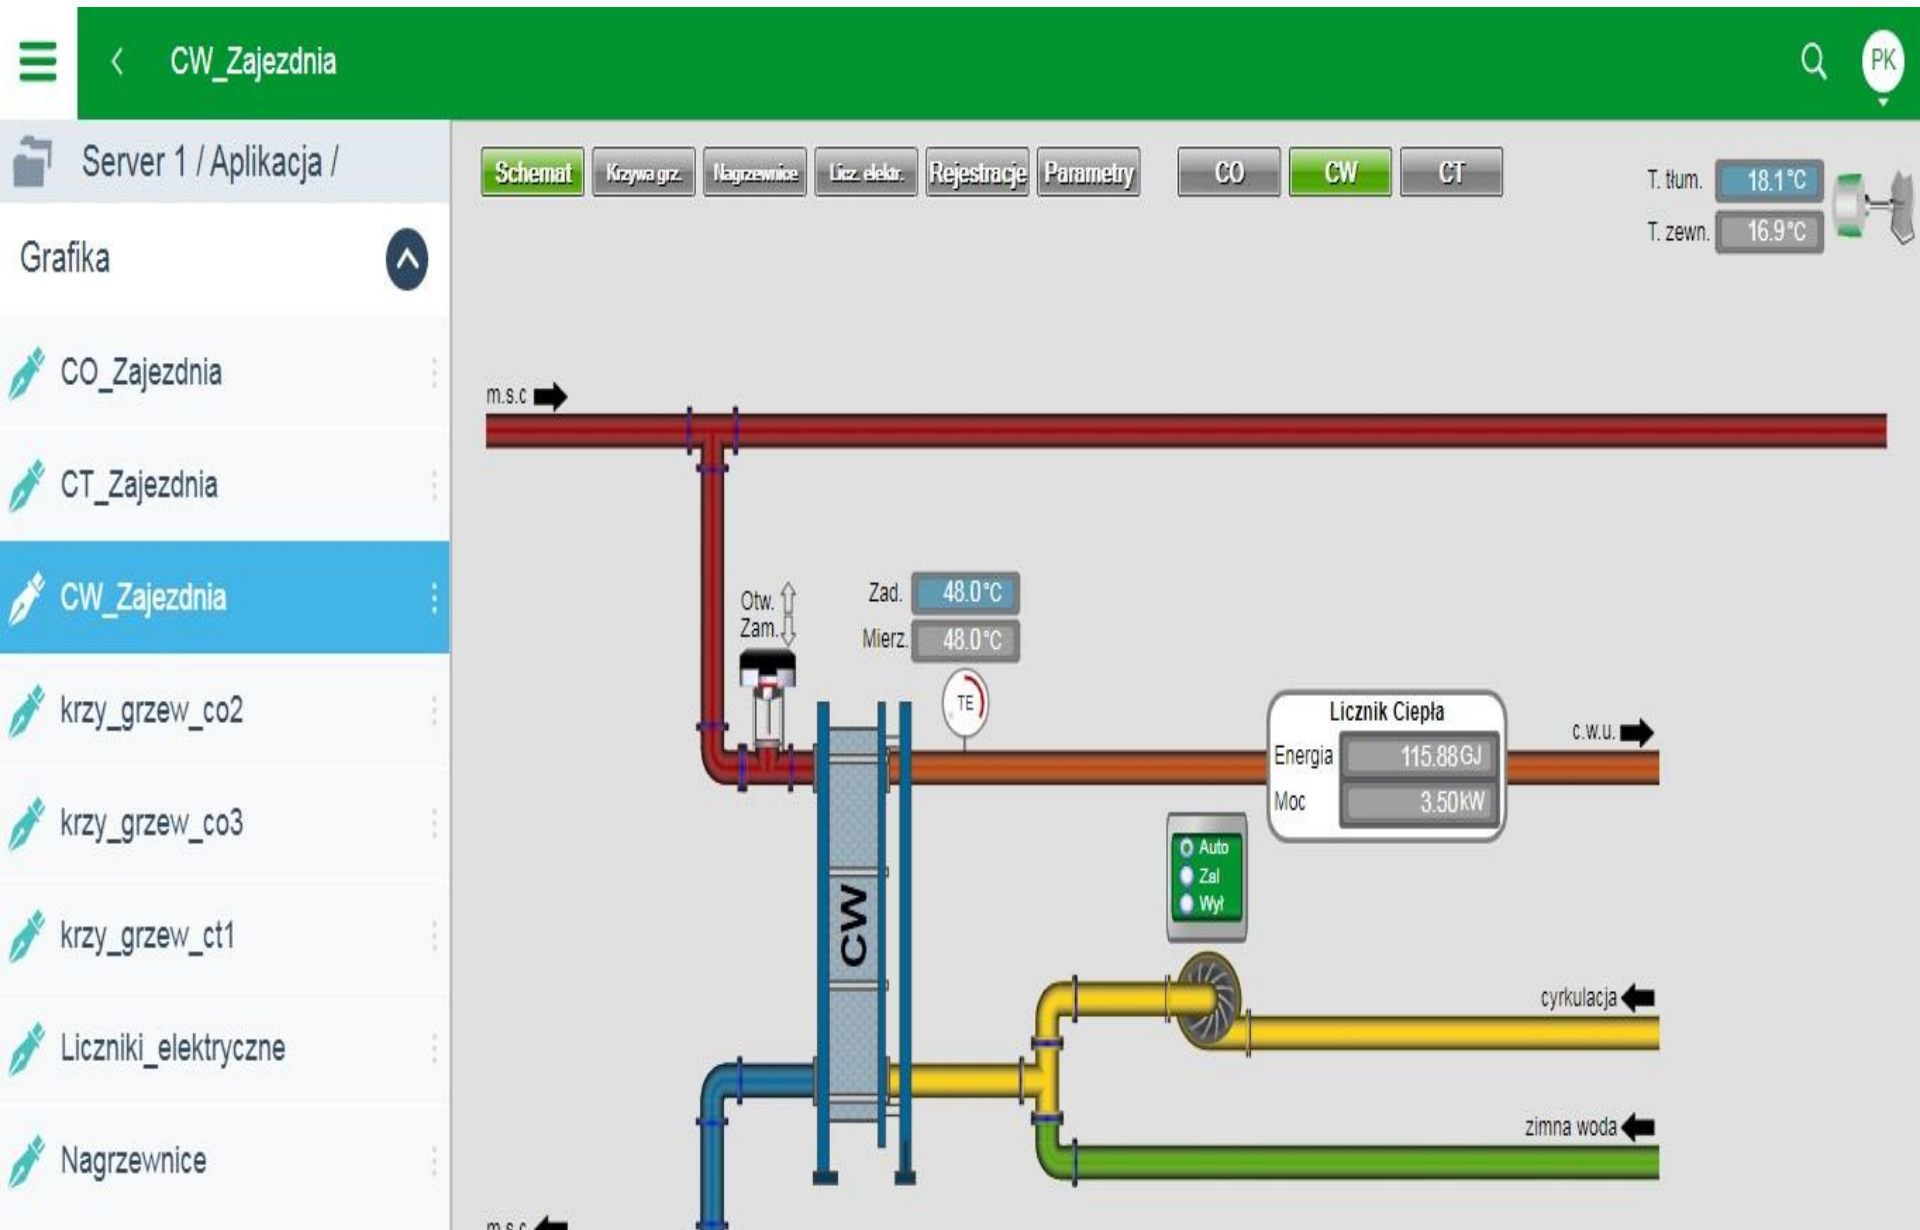 CW_Zajezdnia
PK
Server 1 / Aplikacja /
Grafika
CO_Zajezdnia
CT_Zajezdnia
CW_Zajezdnia
krzy_grzew_co2
krzy_grzew_co3
krzy_grzew_ct1
Liczniki_elektryczne
Nagrzewnice
Schemat Krzywa grz. Nagrzewnice Licz. elektr. Rejestracje Parametry CO CW CT
T. tłum. 18.1°C
T. zewn. 16.9°C
m.s.c
Otw.
Zam.
Zad. 48.0°C
Mierz. 48.0°C
TE
Licznik Ciepła
Energia 115.88GJ
Moc 3.50kW
c.w.u.
Auto
Zal
Wył
CW
cyrkulacja
zimna woda
m.s.c